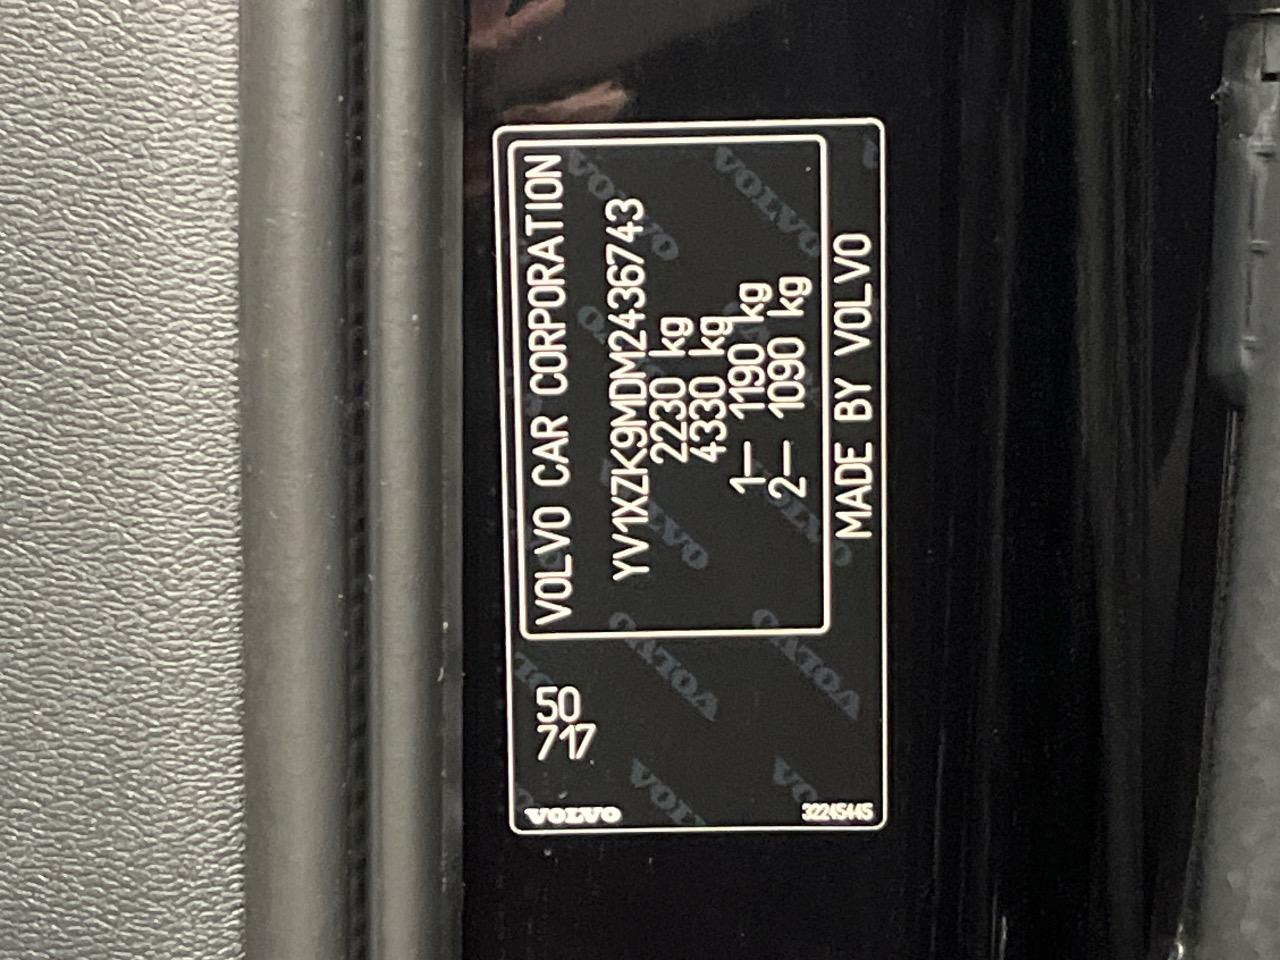 VOLVO CAR CORPORATION
YV1XZK9MDM2436743
2230 kg
4330 kg
1– 1190 kg
2– 1090 kg
MADE BY VOLVO
50
717
VOLVO
32245445